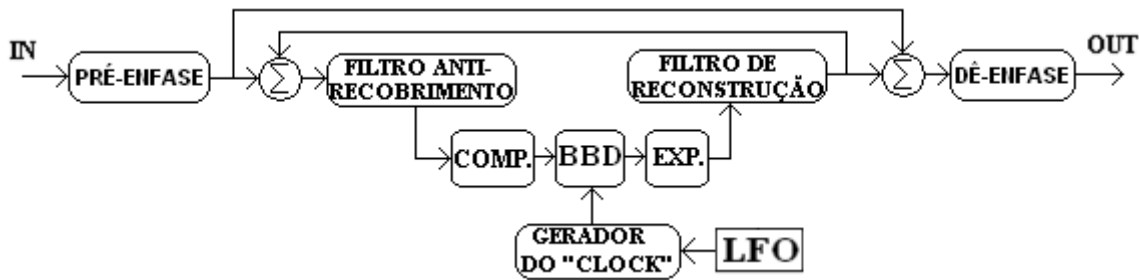 IN
PRÉ-ENFASE
Σ
FILTRO ANTI-
RECOBRIMENTO
COMP.
BBD
EXP.
FILTRO DE
RECONSTRUÇÃO
Σ
DÊ-ENFASE
OUT
GERADOR
DO "CLOCK"
LFO